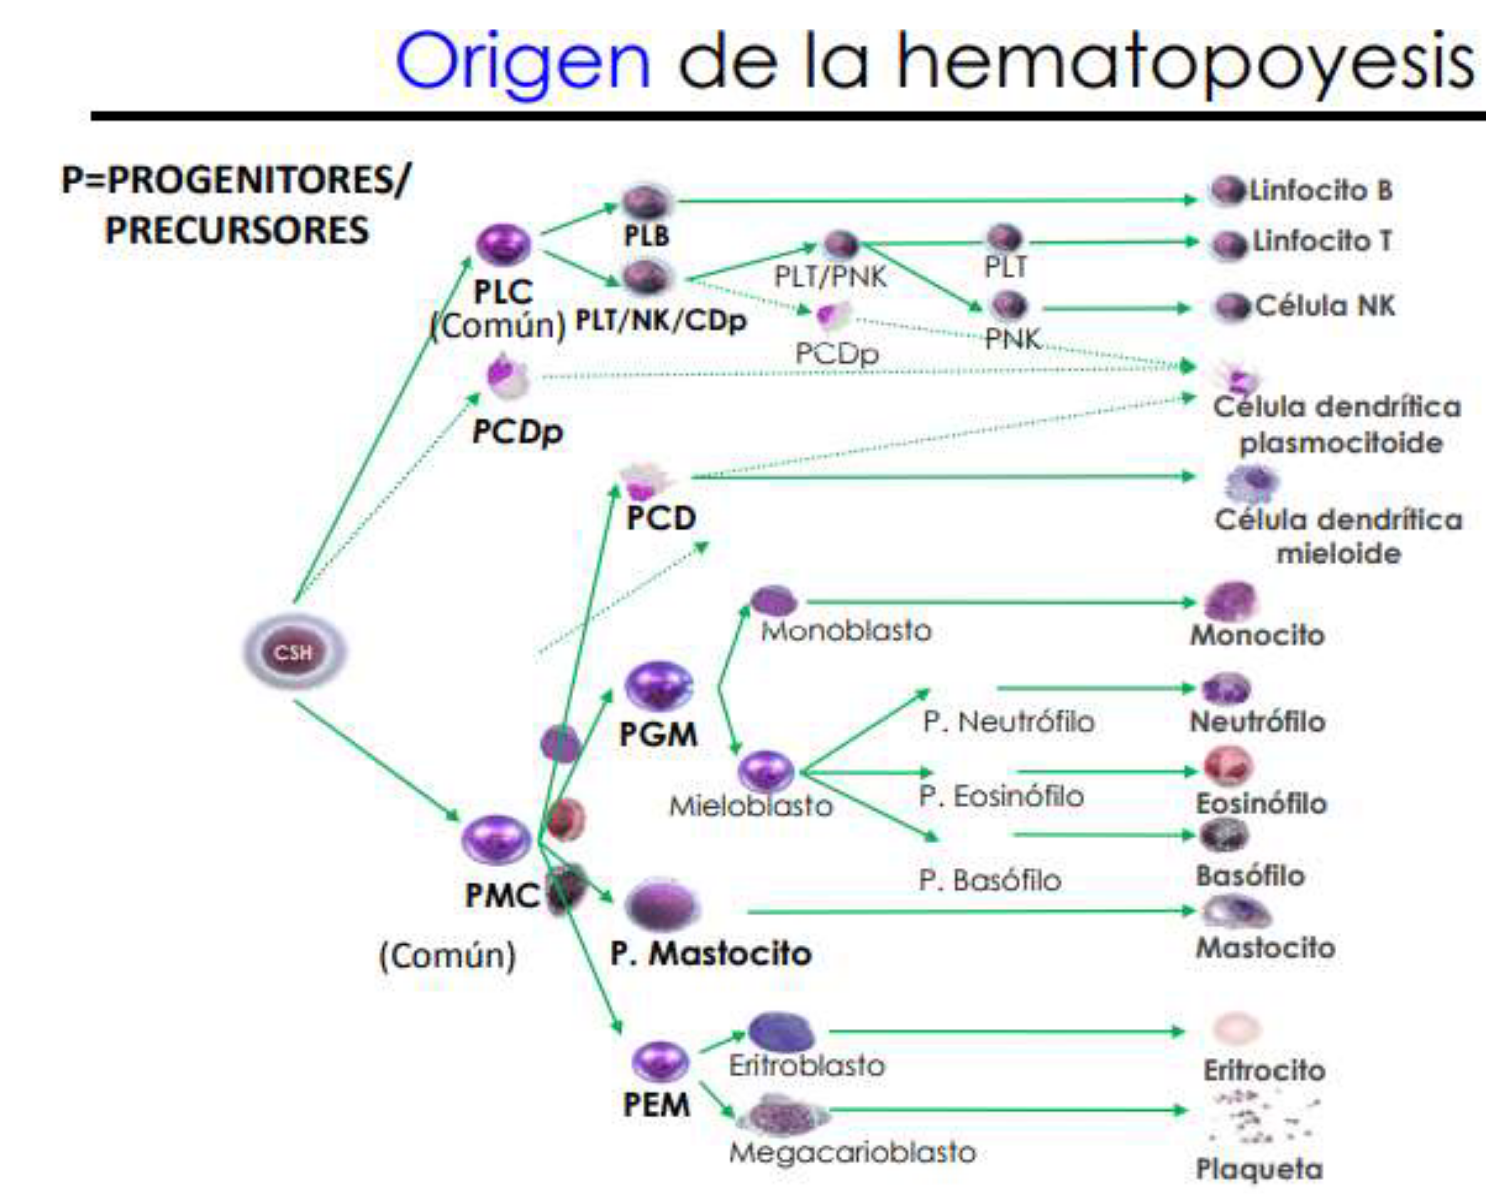 Origen de la hematopoyesis
P=PROGENITORES/
PRECURSORES
CSH
PLC
(Común)
PLB
PLT/NK/CDp
PLT/PNK
PLT
PNK
PCDp
PCDp
PCD
Linfocito B
Linfocito T
Célula NK
Célula dendrítica
plasmocitoide
Célula dendrítica
mieloide
PMC
(Común)
PGM
Monoblasto
Monocito
Mieloblasto
P. Neutrófilo
Neutrófilo
P. Eosinófilo
Eosinófilo
P. Basófilo
Basófilo
P. Mastocito
Mastocito
PEM
Eritroblasto
Eritrocito
Megacarioblasto
Plaqueta